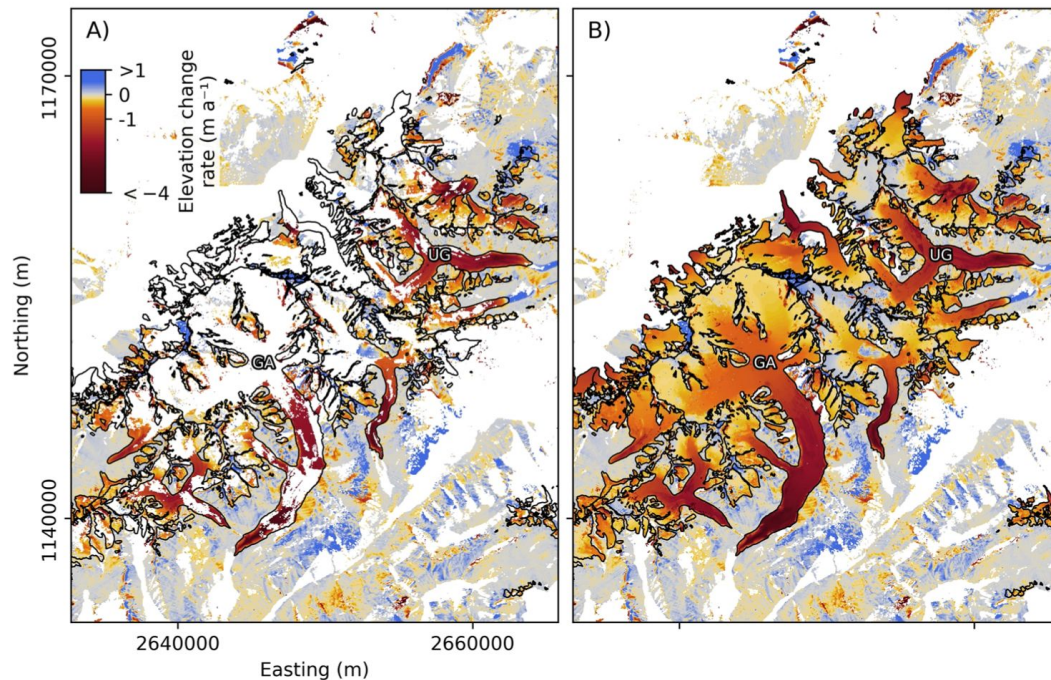 A)
B)
>1
0
-1
< −4
Elevation change
rate (m a⁻¹)
1170000
1140000
Northing (m)
UG
GA
UG
GA
2640000
2660000
Easting (m)